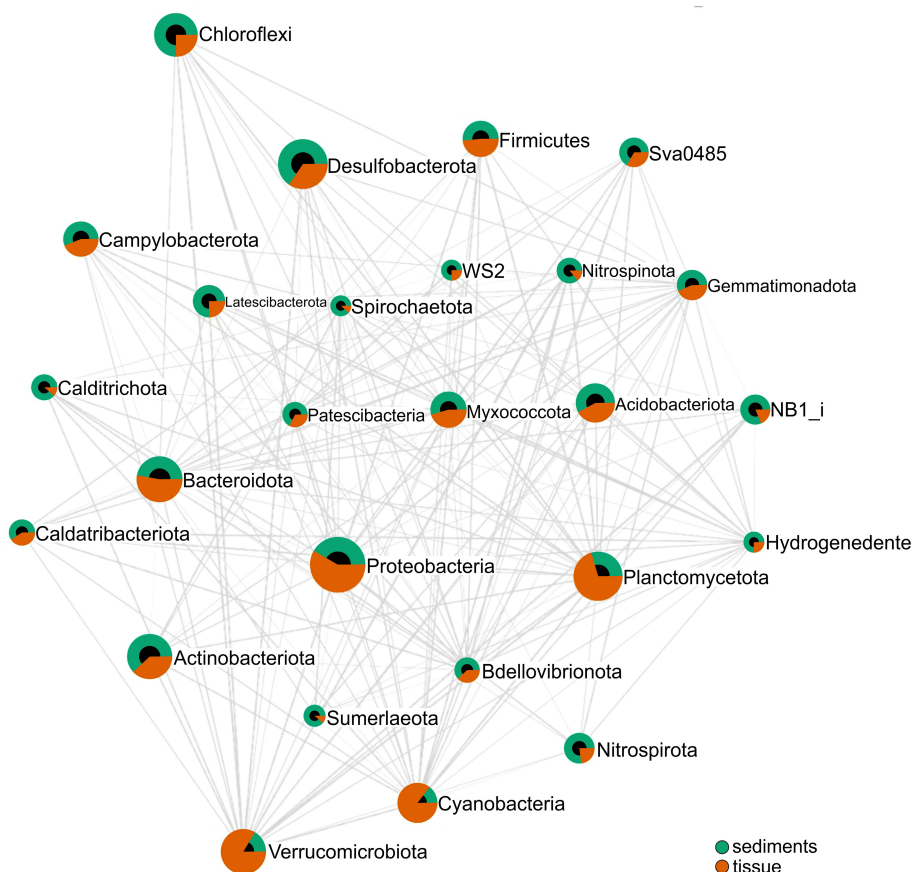 Chloroflexi
Firmicutes
Sva0485
Desulfobacterota
Campylobacterota
WS2
Nitrospinota
Gemmatimonadota
Latescibacterota
Spirochaetota
Calditrichota
Patescibacteria
Myxococcota
Acidobacteriota
NB1_i
Bacteroidota
Caldatribacteriota
Hydrogenedente
Proteobacteria
Planctomycetota
Actinobacteriota
Bdellovibrionota
Sumerlaeota
Nitrospirota
Cyanobacteria
Verrucomicrobiota
sediments
tissue